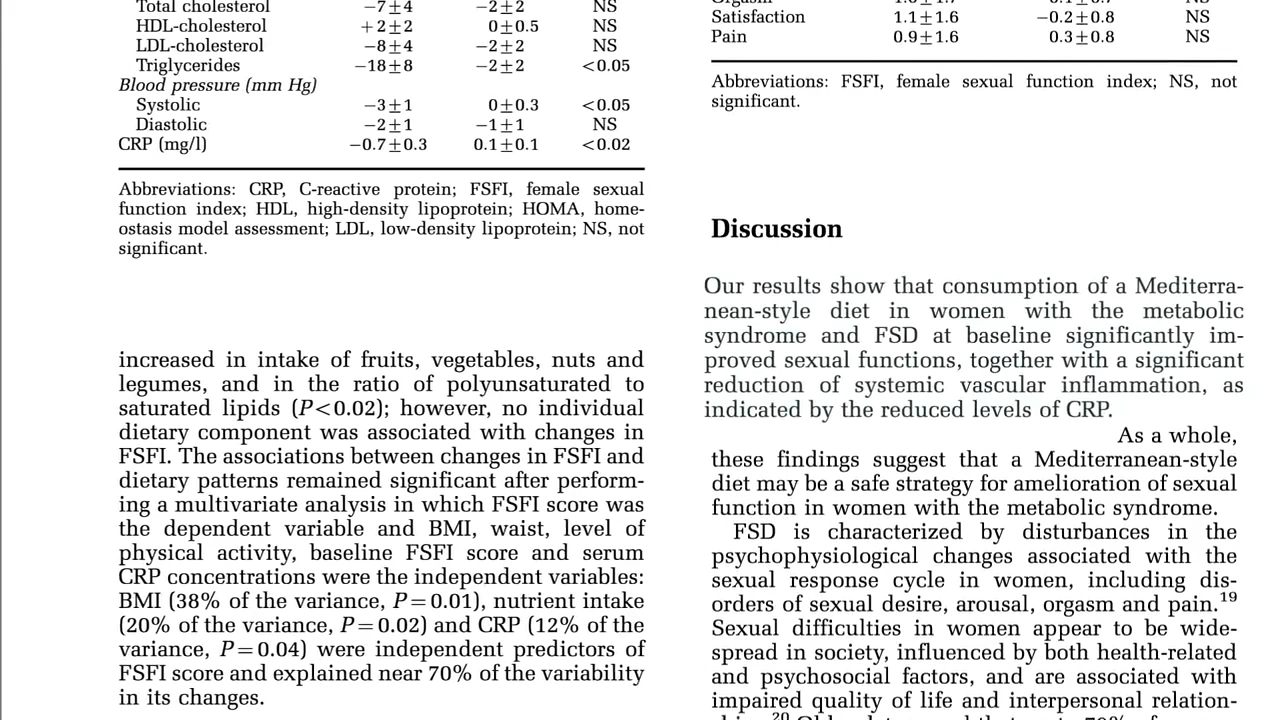 Total cholesterol −7±4 −2±2 NS
HDL-cholesterol +2±2 0±0.5 NS
LDL-cholesterol −8±4 −2±2 NS
Triglycerides −18±8 −2±2 <0.05
Blood pressure (mm Hg)
Systolic −3±1 0±0.3 <0.05
Diastolic −2±1 −1±1 NS
CRP (mg/l) −0.7±0.3 0.1±0.1 <0.02
Abbreviations: CRP, C-reactive protein; FSFI, female sexual
function index; HDL, high-density lipoprotein; HOMA, home-
ostasis model assessment; LDL, low-density lipoprotein; NS, not
significant.
increased in intake of fruits, vegetables, nuts and
legumes, and in the ratio of polyunsaturated to
saturated lipids (P<0.02); however, no individual
dietary component was associated with changes in
FSFI. The associations between changes in FSFI and
dietary patterns remained significant after perform-
ing a multivariate analysis in which FSFI score was
the dependent variable and BMI, waist, level of
physical activity, baseline FSFI score and serum
CRP concentrations were the independent variables:
BMI (38% of the variance, P=0.01), nutrient intake
(20% of the variance, P=0.02) and CRP (12% of the
variance, P=0.04) were independent predictors of
FSFI score and explained near 70% of the variability
in its changes.
Satisfaction 1.1±1.6 −0.2±0.8 NS
Pain 0.9±1.6 0.3±0.8 NS
Abbreviations: FSFI, female sexual function index; NS, not
significant.
Discussion
Our results show that consumption of a Mediterra-
nean-style diet in women with the metabolic
syndrome and FSD at baseline significantly im-
proved sexual functions, together with a significant
reduction of systemic vascular inflammation, as
indicated by the reduced levels of CRP.
As a whole,
these findings suggest that a Mediterranean-style
diet may be a safe strategy for amelioration of sexual
function in women with the metabolic syndrome.
FSD is characterized by disturbances in the
psychophysiological changes associated with the
sexual response cycle in women, including dis-
orders of sexual desire, arousal, orgasm and pain.19
Sexual difficulties in women appear to be wide-
spread in society, influenced by both health-related
and psychosocial factors, and are associated with
impaired quality of life and interpersonal relation-